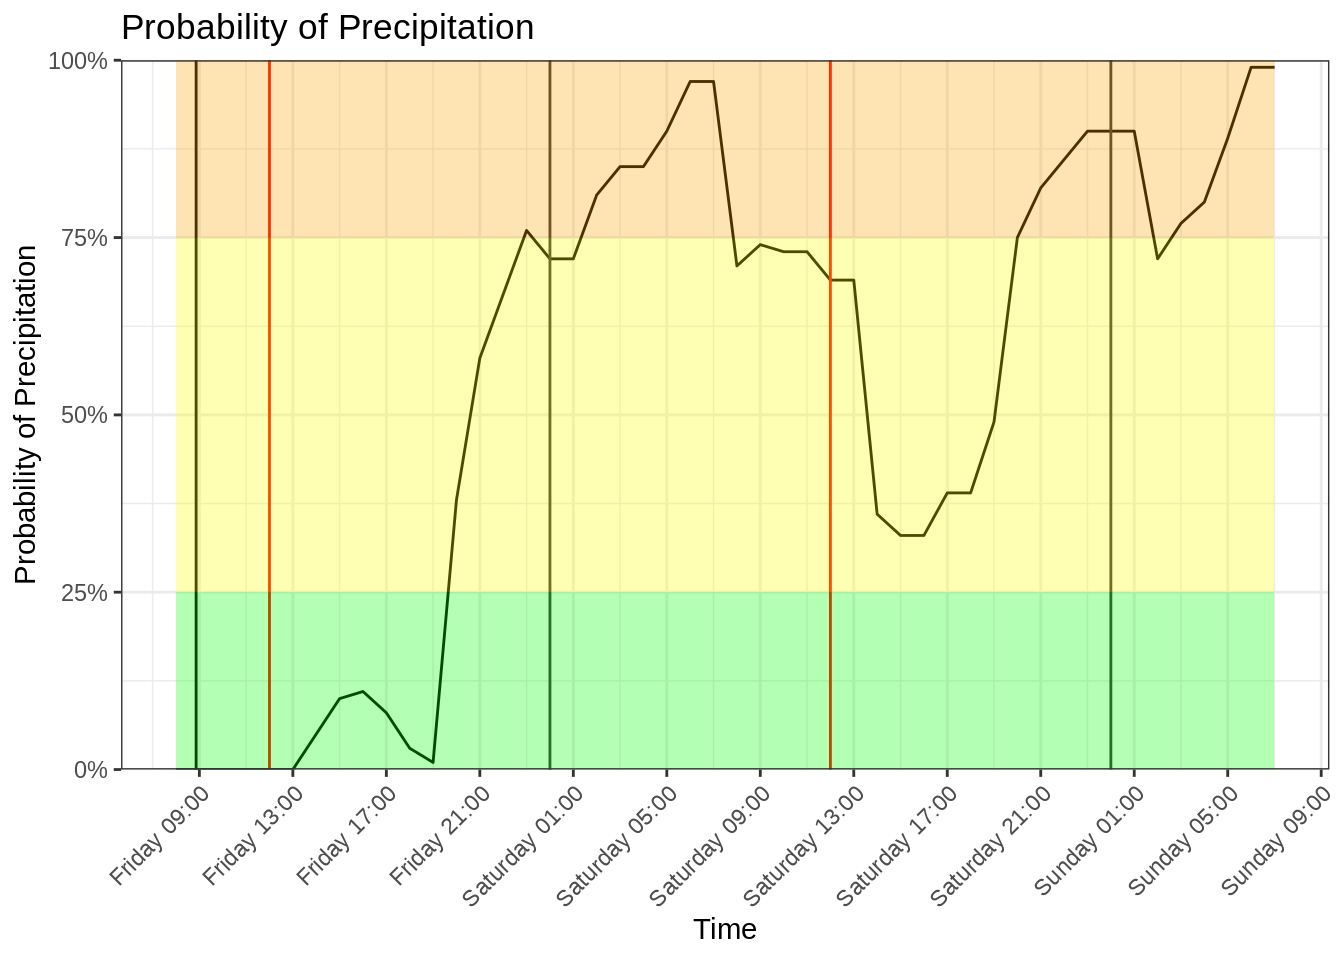 Probability of Precipitation
Probability of Precipitation
100%
75%
50%
25%
0%
Friday 09:00
Friday 13:00
Friday 17:00
Friday 21:00
Saturday 01:00
Saturday 05:00
Saturday 09:00
Saturday 13:00
Saturday 17:00
Saturday 21:00
Sunday 01:00
Sunday 05:00
Sunday 09:00
Time